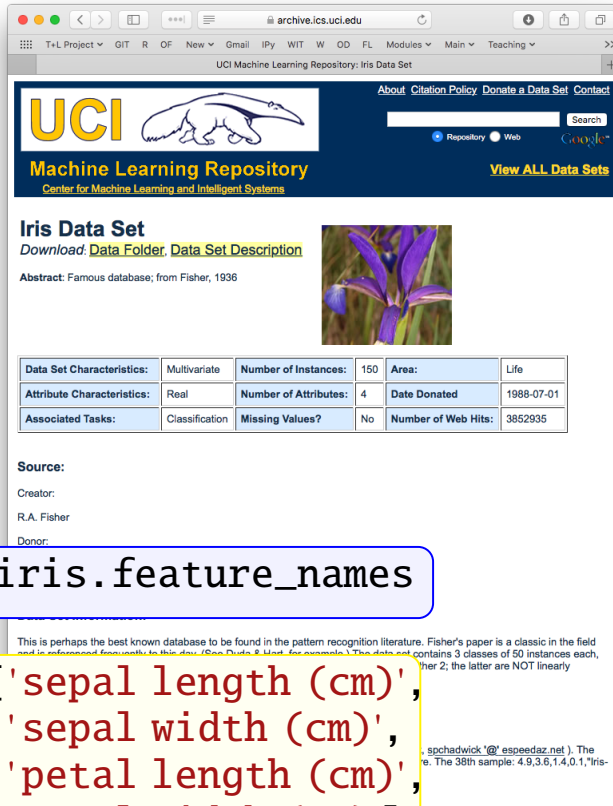 archive.ics.uci.edu
T+L Project GIT R OF New Gmail IPy WIT W OD FL Modules Main Teaching >>
UCI Machine Learning Repository: Iris Data Set +
About Citation Policy Donate a Data Set Contact
UCI
Search
Repository Web Google™
Machine Learning Repository
Center for Machine Learning and Intelligent Systems
View ALL Data Sets
Iris Data Set
Download: Data Folder, Data Set Description
Abstract: Famous database; from Fisher, 1936
Data Set Characteristics: Multivariate Number of Instances: 150 Area: Life
Attribute Characteristics: Real Number of Attributes: 4 Date Donated 1988-07-01
Associated Tasks: Classification Missing Values? No Number of Web Hits: 3852935
Source:
Creator:
R.A. Fisher
Donor:
iris.feature_names
This is perhaps the best known database to be found in the pattern recognition literature. Fisher's paper is a classic in the field
and is referenced frequently to this day. (See Duda & Hart, for example.) The data set contains 3 classes of 50 instances each,
her 2; the latter are NOT linearly
['sepal length (cm)',
'sepal width (cm)',
, spchadwick '@' espeedaz.net ). The
re. The 38th sample: 4.9,3.6,1.4,0.1,"Iris-
'petal length (cm)',